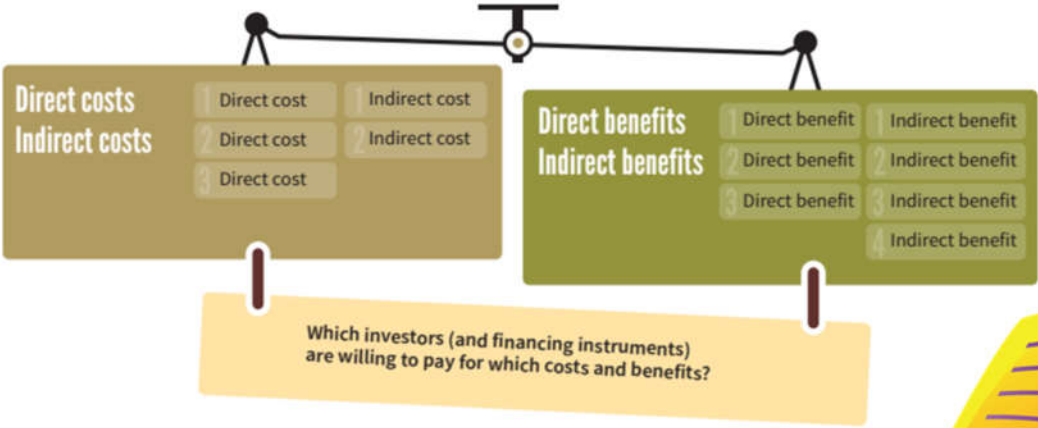 Direct costs
Indirect costs
1 Direct cost
2 Direct cost
3 Direct cost
1 Indirect cost
2 Indirect cost
Direct benefits
Indirect benefits
1 Direct benefit
2 Direct benefit
3 Direct benefit
1 Indirect benefit
2 Indirect benefit
3 Indirect benefit
4 Indirect benefit
Which investors (and financing instruments)
are willing to pay for which costs and benefits?